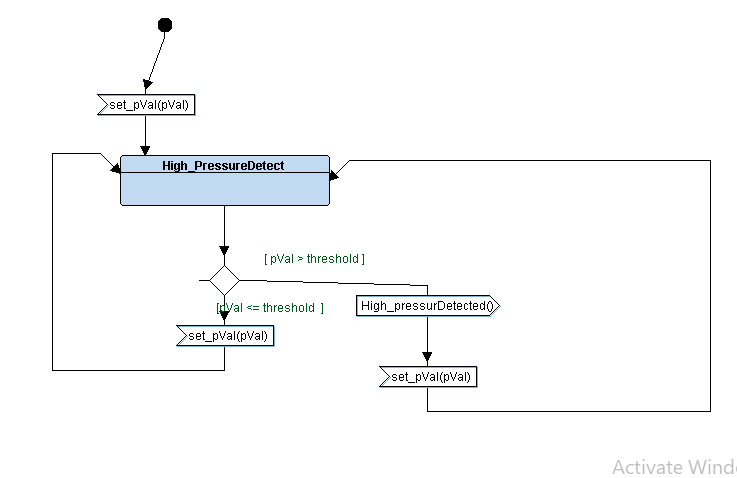 set_pVal(pVal)
High_PressureDetect
[ pVal > threshold ]
[pVal <= threshold ]
High_pressurDetected()
set_pVal(pVal)
set_pVal(pVal)
Activate Windo